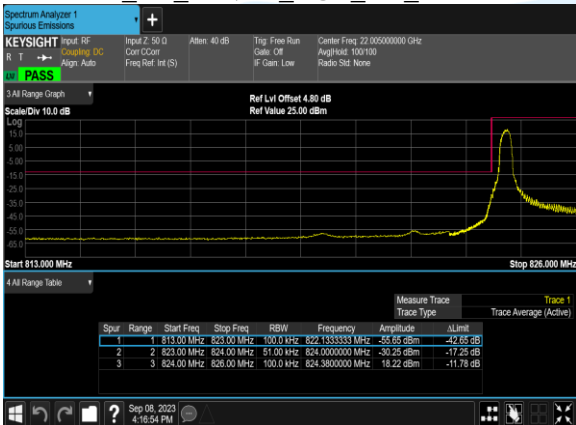 Spectrum Analyzer 1
Spurious Emissions
+
KEYSIGHT Input: RF Input Z: 50 Ω Atten: 40 dB Trig: Free Run Center Freq: 22.005000000 GHz
R T Coupling: DC Corr CCorr Gate: Off Avg|Hold: 100/100
Align: Auto Freq Ref: Int (S) IF Gain: Low Radio Std: None
LW PASS
3 All Range Graph
Ref Lvl Offset 4.80 dB
Scale/Div 10.0 dB Ref Value 25.00 dBm
Log
15.0
5.00
-5.00
-15.0
-25.0
-35.0
-45.0
-55.0
-65.0
Start 813.000 MHz Stop 826.000 MHz
4 All Range Table
Measure Trace Trace 1
Trace Type Trace Average (Active)
Spur Range Start Freq Stop Freq RBW Frequency Amplitude ΔLimit
1 1 813.00 MHz 823.00 MHz 100.0 kHz 822.1333333 MHz -55.65 dBm -42.65 dB
2 2 823.00 MHz 824.00 MHz 51.00 kHz 824.0000000 MHz -30.25 dBm -17.25 dB
3 3 824.00 MHz 826.00 MHz 100.0 kHz 824.3800000 MHz 18.22 dBm -11.78 dB
? Sep 08, 2023
4:16:54 PM